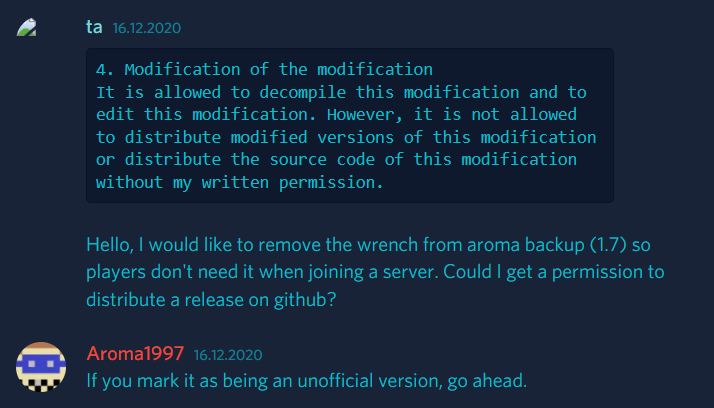 ta 16.12.2020
4. Modification of the modification
It is allowed to decompile this modification and to
edit this modification. However, it is not allowed
to distribute modified versions of this modification
or distribute the source code of this modification
without my written permission.
Hello, I would like to remove the wrench from aroma backup (1.7) so
players don't need it when joining a server. Could I get a permission to
distribute a release on github?
Aroma1997 16.12.2020
If you mark it as being an unofficial version, go ahead.